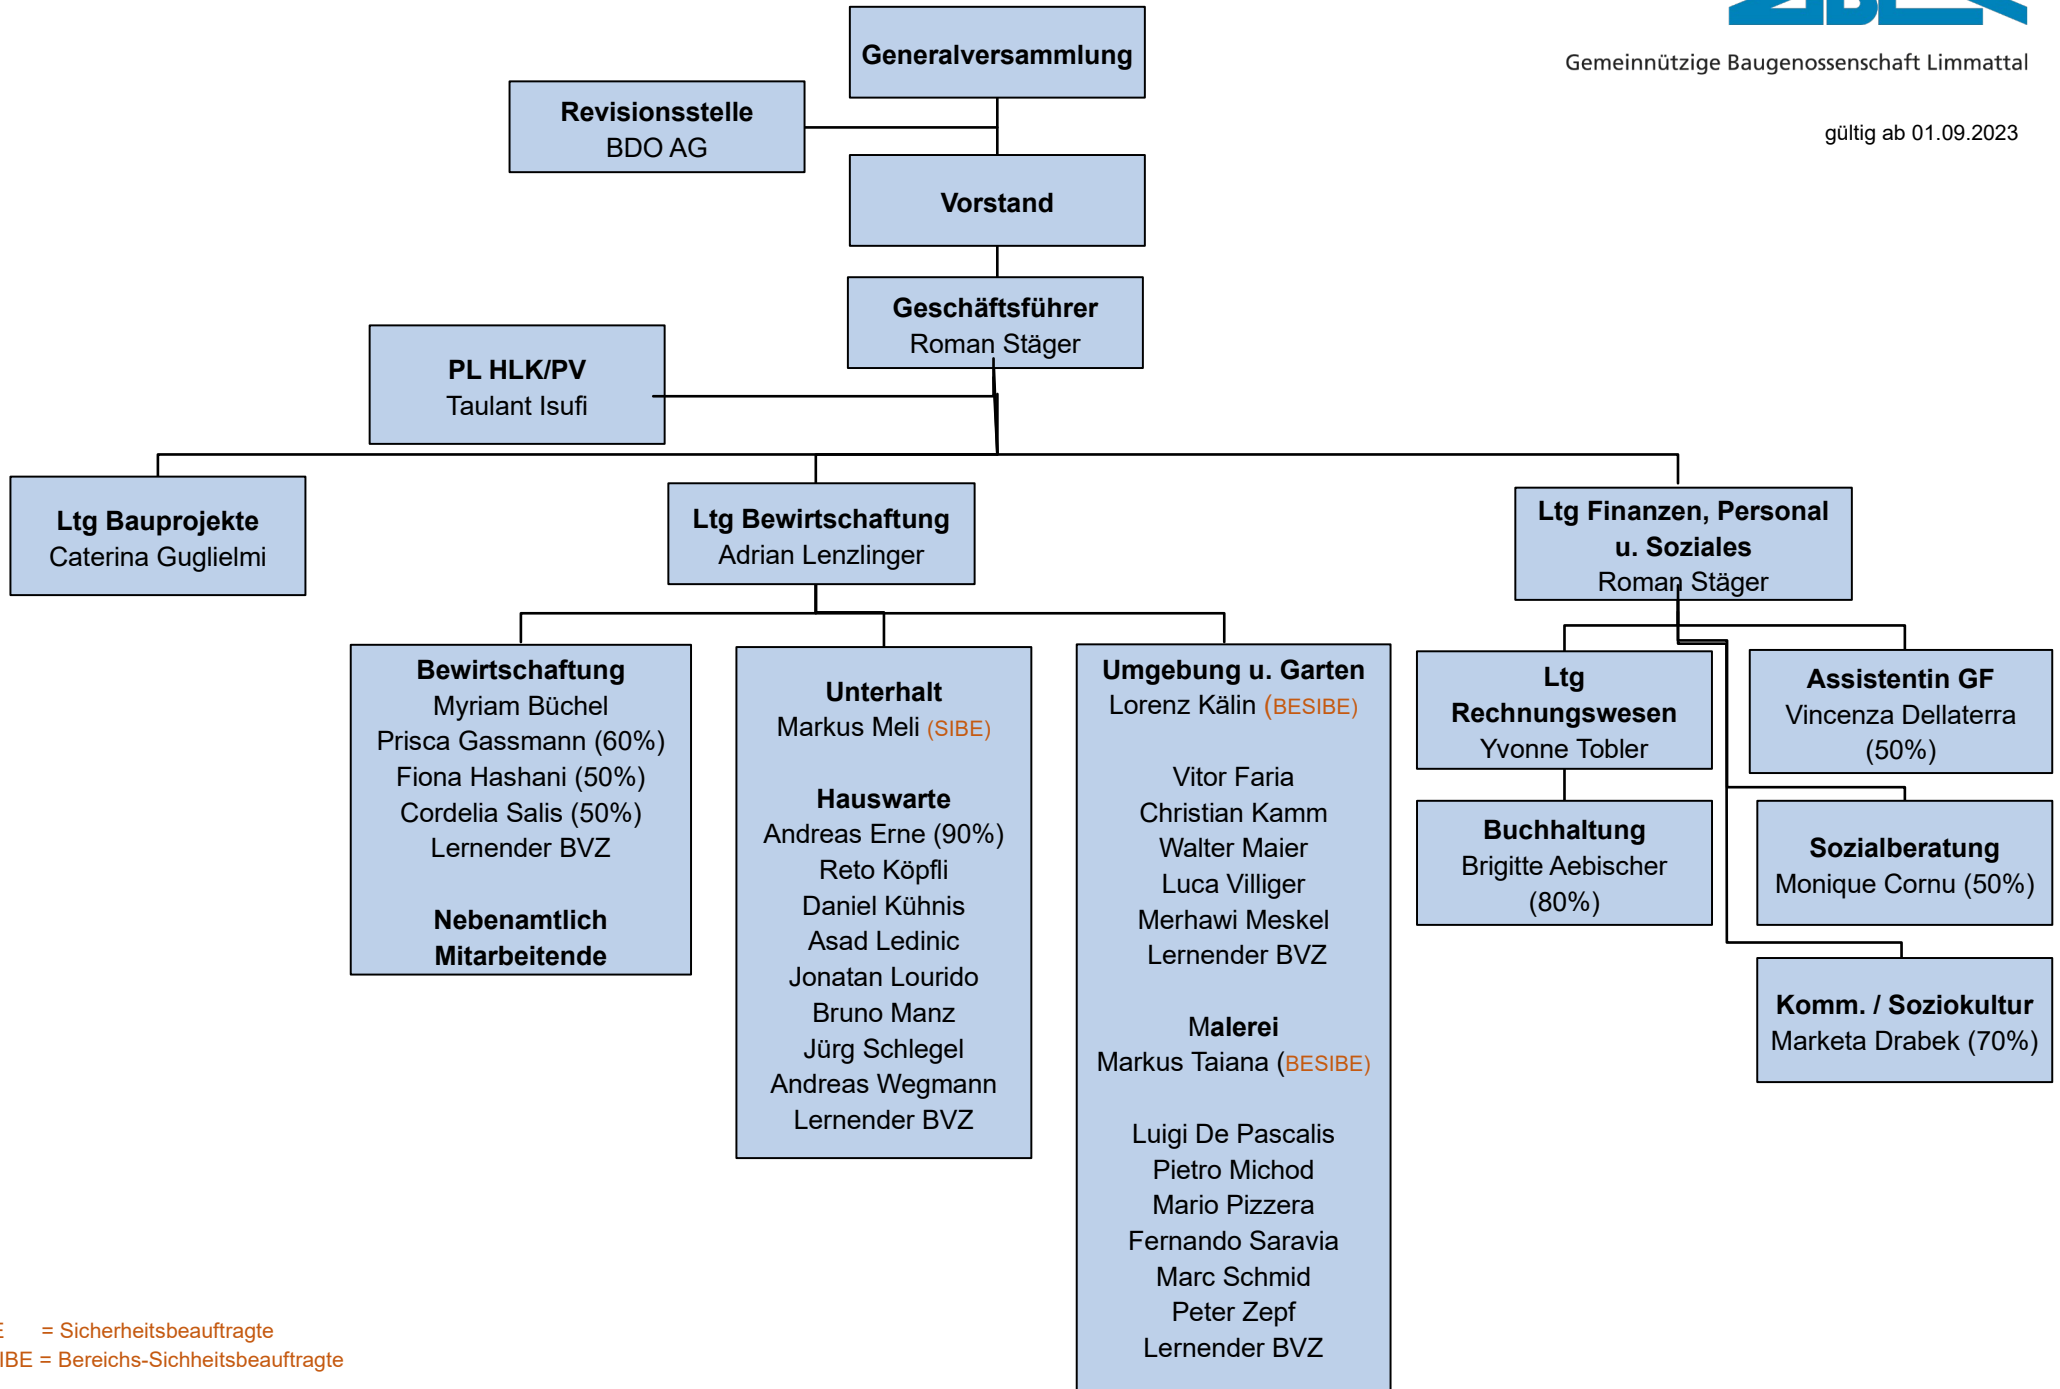 Generalversammlung
Gemeinnützige Baugenossenschaft Limmattal
Revisionsstelle
BDO AG
gültig ab 01.09.2023
Vorstand
Geschäftsführer
Roman Stäger
PL HLK/PV
Taulant Isufi
Ltg Bauprojekte
Caterina Guglielmi
Ltg Bewirtschaftung
Adrian Lenzlinger
Ltg Finanzen, Personal
u. Soziales
Roman Stäger
Bewirtschaftung
Myriam Büchel
Prisca Gassmann (60%)
Fiona Hashani (50%)
Cordelia Salis (50%)
Lernender BVZ
Nebenamtlich
Mitarbeitende
Unterhalt
Markus Meli (SIBE)
Hauswarte
Andreas Erne (90%)
Reto Köpfli
Daniel Kühnis
Asad Ledinic
Jonatan Lourido
Bruno Manz
Jürg Schlegel
Andreas Wegmann
Lernender BVZ
Umgebung u. Garten
Lorenz Kälin (BESIBE)
Vitor Faria
Christian Kamm
Walter Maier
Luca Villiger
Merhawi Meskel
Lernender BVZ
Malerei
Markus Taiana (BESIBE)
Luigi De Pascalis
Pietro Michod
Mario Pizzera
Fernando Saravia
Marc Schmid
Peter Zepf
Lernender BVZ
Ltg
Rechnungswesen
Yvonne Tobler
Buchhaltung
Brigitte Aebischer
(80%)
Assistentin GF
Vincenza Dellaterra
(50%)
Sozialberatung
Monique Cornu (50%)
Komm. / Soziokultur
Marketa Drabek (70%)
E = Sicherheitsbeauftragte
IBE = Bereichs-Sichheitsbeauftragte